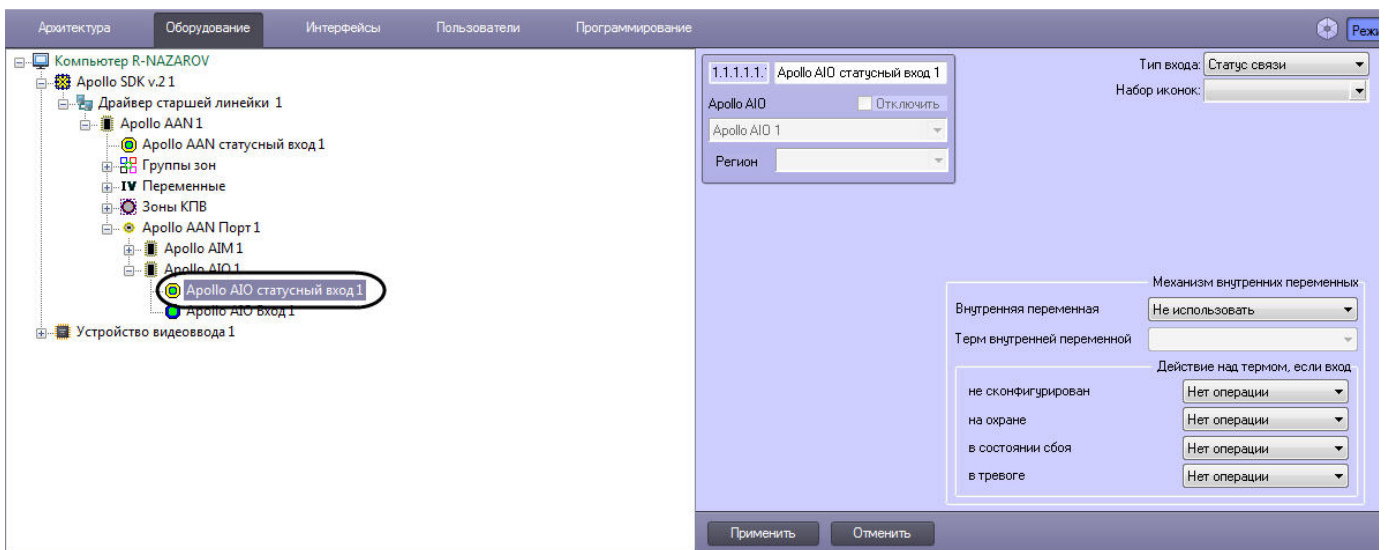 Архитектура Оборудование Интерфейсы Пользователи Программирование
Компьютер R-NAZAROV
Apollo SDK v.2 1
Драйвер старшей линейки 1
Apollo AAN 1
Apollo AAN статусный вход 1
Группы зон
IV Переменные
Зоны КПВ
Apollo AAN Порт 1
Apollo AIM 1
Apollo AIO 1
Apollo AIO статусный вход 1
Apollo AIO Вход 1
Устройство видеоввода 1
1.1.1.1.1. Apollo AIO статусный вход 1
Apollo AIO Отключить
Apollo AIO 1
Регион
Тип входа: Статус связи
Набор иконок:
Механизм внутренних переменных
Внутренняя переменная Не использовать
Терм внутренней переменной
Действие над термом, если вход
не сконфигурирован Нет операции
на охране Нет операции
в состоянии сбоя Нет операции
в тревоге Нет операции
Применить Отменить